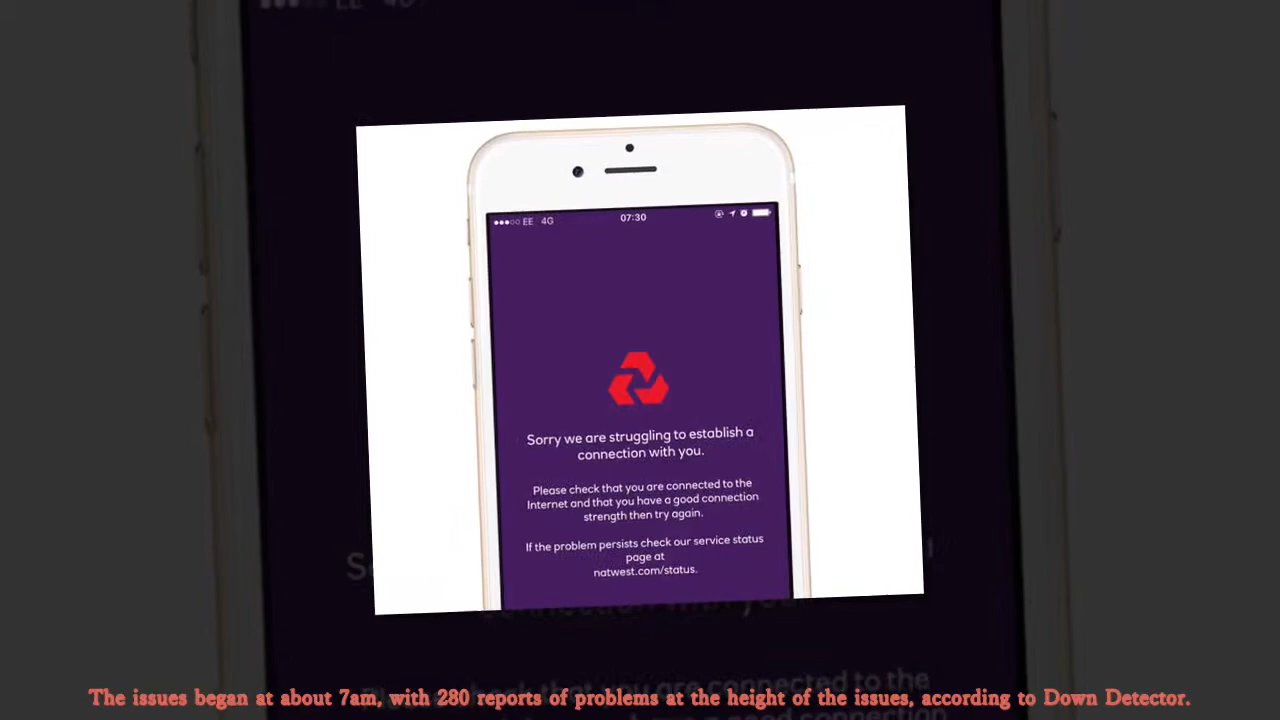 EE 4G 07:30
Sorry we are struggling to establish a
connection with you.
Please check that you are connected to the
Internet and that you have a good connection
strength then try again.
If the problem persists check our service status
page at
natwest.com/status.
The issues began at about 7am, with 280 reports of problems at the height of the issues, according to Down Detector.